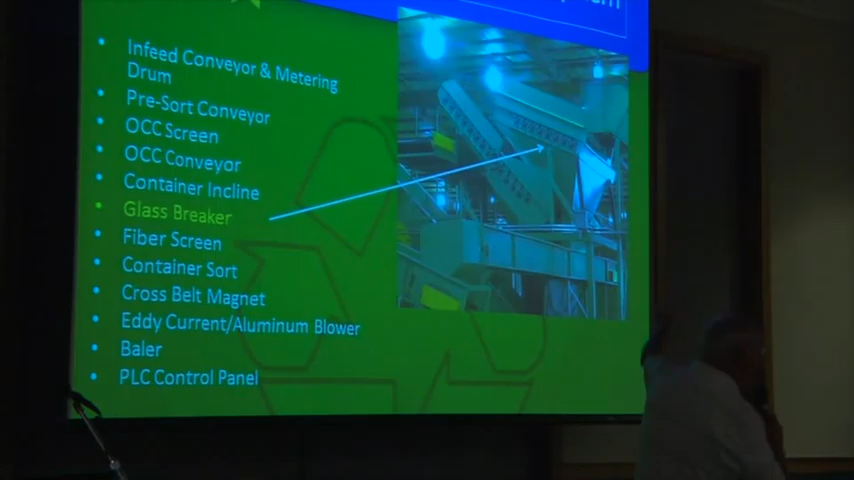 Infeed Conveyor & Metering
Drum
Pre-Sort Conveyor
OCC Screen
OCC Conveyor
Container Incline
Glass Breaker
Fiber Screen
Container Sort
Cross Belt Magnet
Eddy Current/Aluminum Blower
Baler
PLC Control Panel